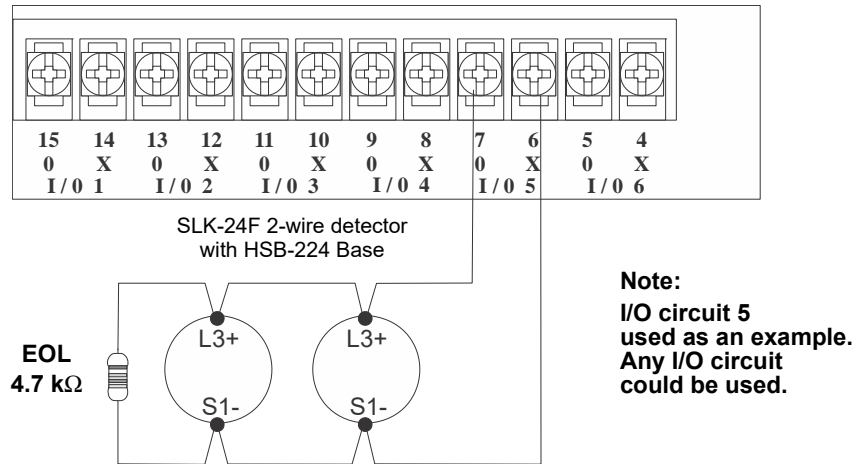 15 14 13 12 11 10 9 8 7 6 5 4
0 X 0 X 0 X 0 X 0 X 0 X
I / 0 1 I / 0 2 I / 0 3 I / 0 4 I / 0 5 I / 0 6
SLK-24F 2-wire detector
with HSB-224 Base
Note:
I/O circuit 5
used as an example.
Any I/O circuit
could be used.
L3+ L3+
EOL
4.7 kΩ
S1- S1-